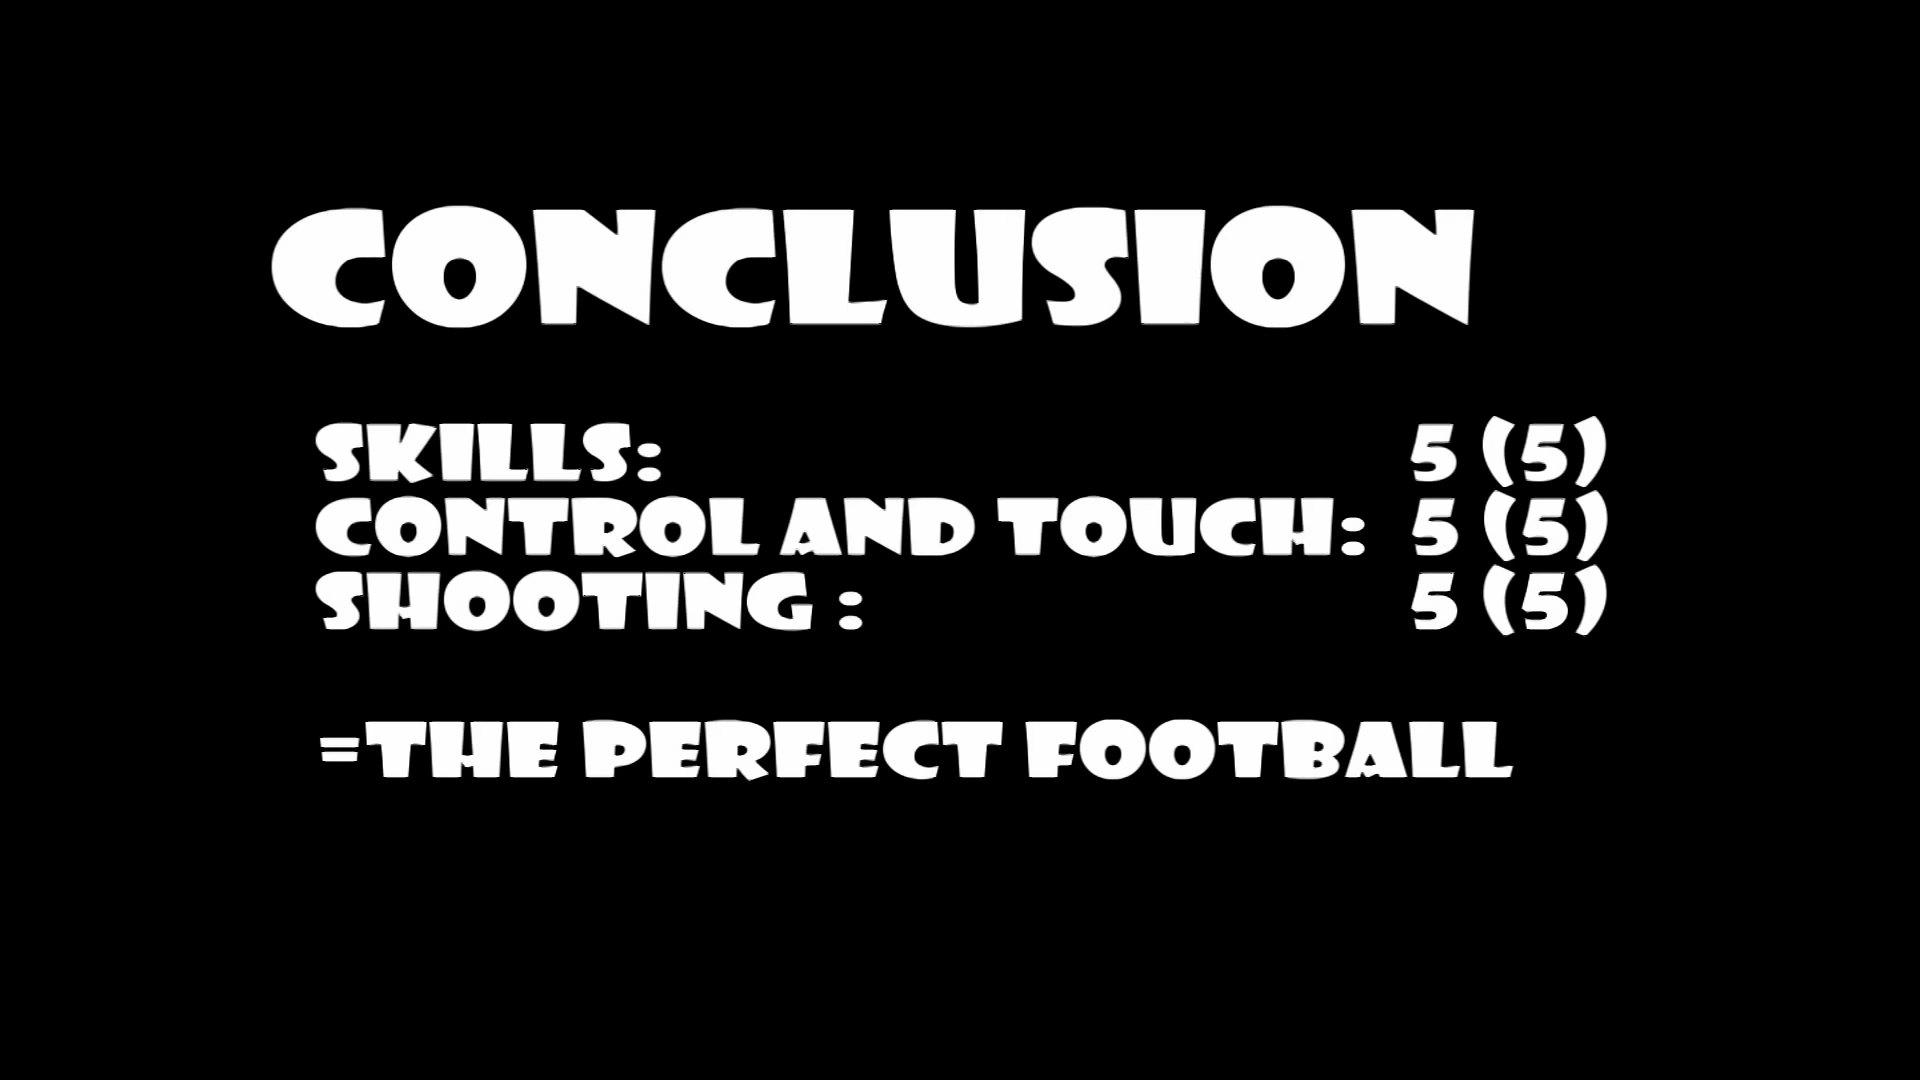 CONCLUSION
SKILLS: 5 (5)
CONTROL AND TOUCH: 5 (5)
SHOOTING : 5 (5)
=THE PERFECT FOOTBALL